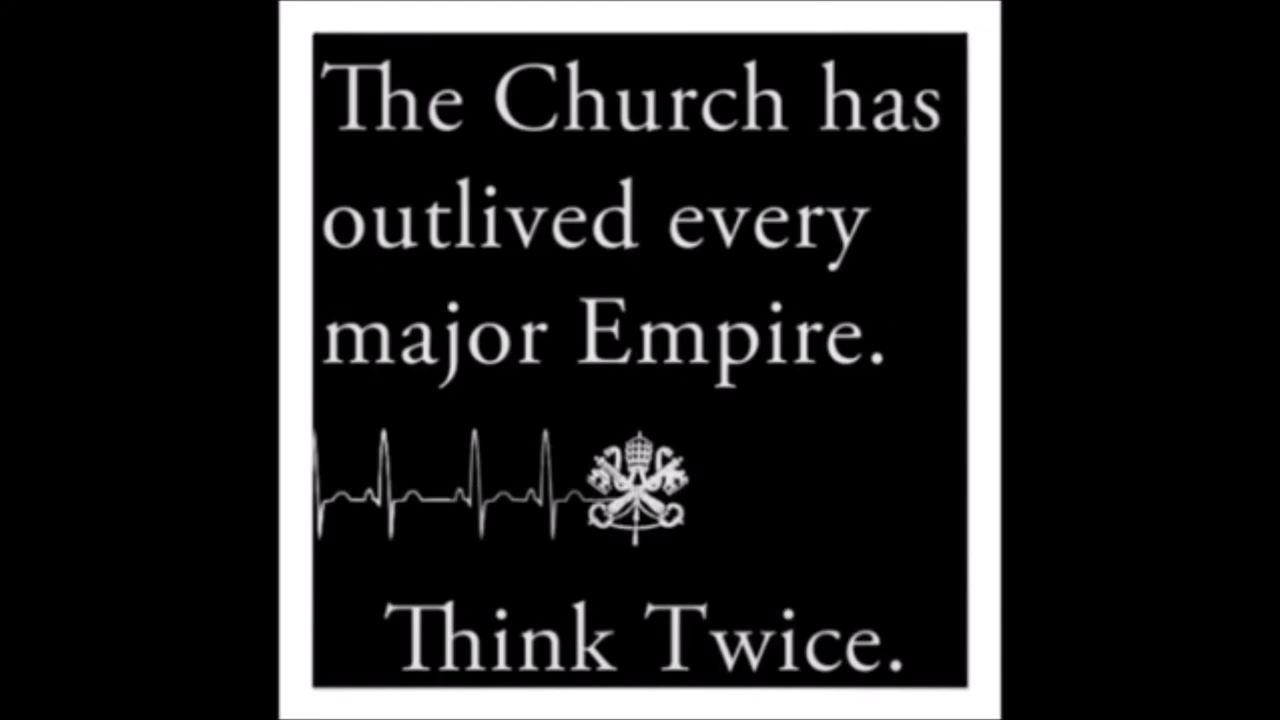 The Church has
outlived every
major Empire.
Think Twice.